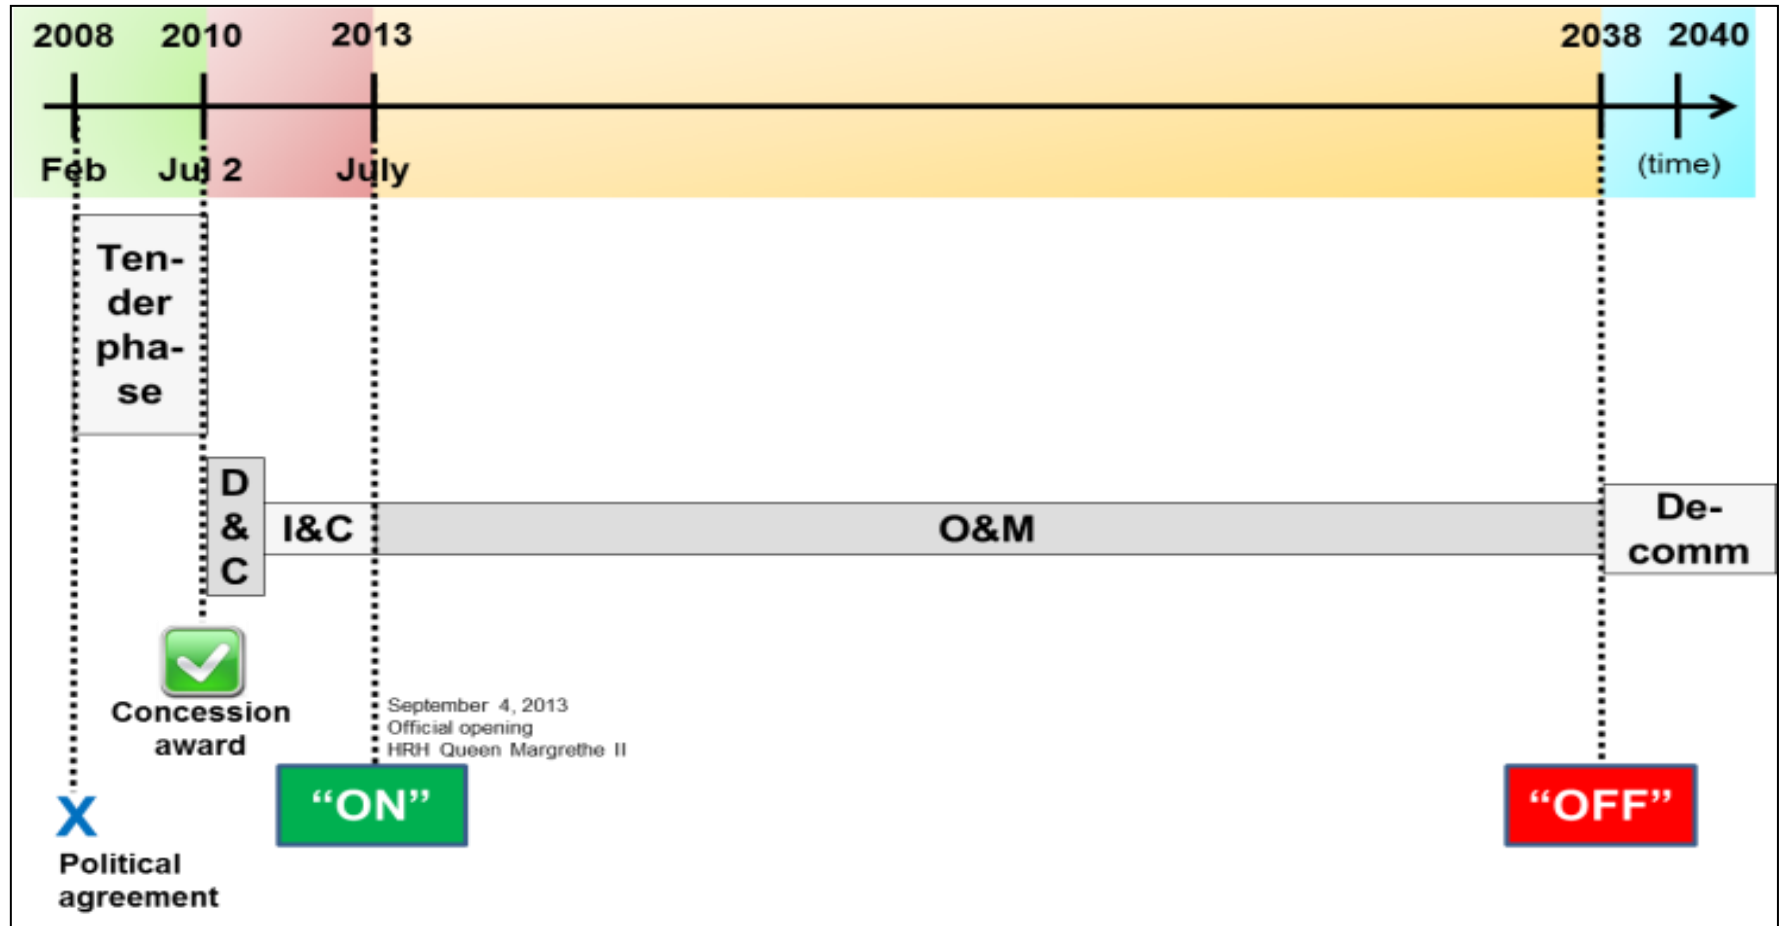 2008 2010 2013 2038 2040
Feb Jul 2 July (time)
Ten-
der
pha-
se
D
&
C
I&C
O&M
De-
comm
Concession
award
September 4, 2013
Official opening
HRH Queen Margrethe II
“ON”
“OFF”
X
Political
agreement